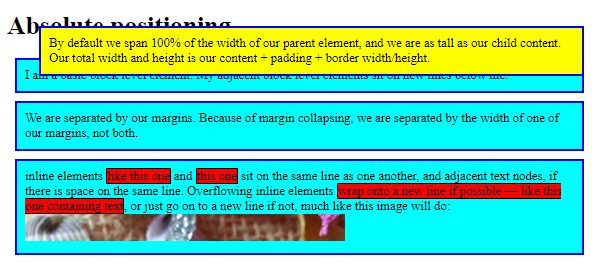 Absolute positioning
By default we span 100% of the width of our parent element, and we are as tall as our child content.
Our total width and height is our content + padding + border width/height.
I am a basic block level element. My adjacent block level elements sit on new lines below me.
We are separated by our margins. Because of margin collapsing, we are separated by the width of one of
our margins, not both.
inline elements like this one and this one sit on the same line as one another, and adjacent text nodes, if
there is space on the same line. Overflowing inline elements wrap onto a new line if possible — like this
one containing text, or just go on to a new line if not, much like this image will do: